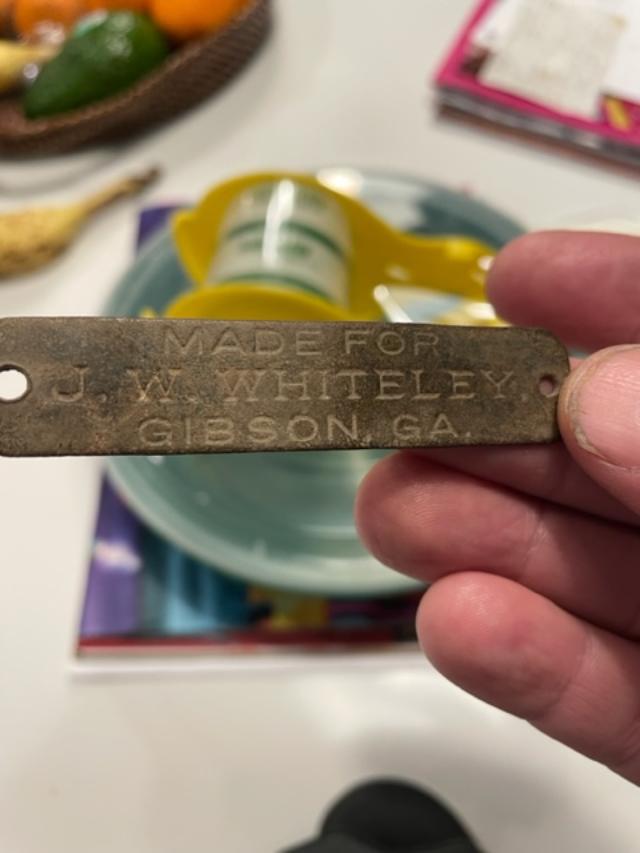 MADE FOR
J. W. WHITELEY,
GIBSON, GA.